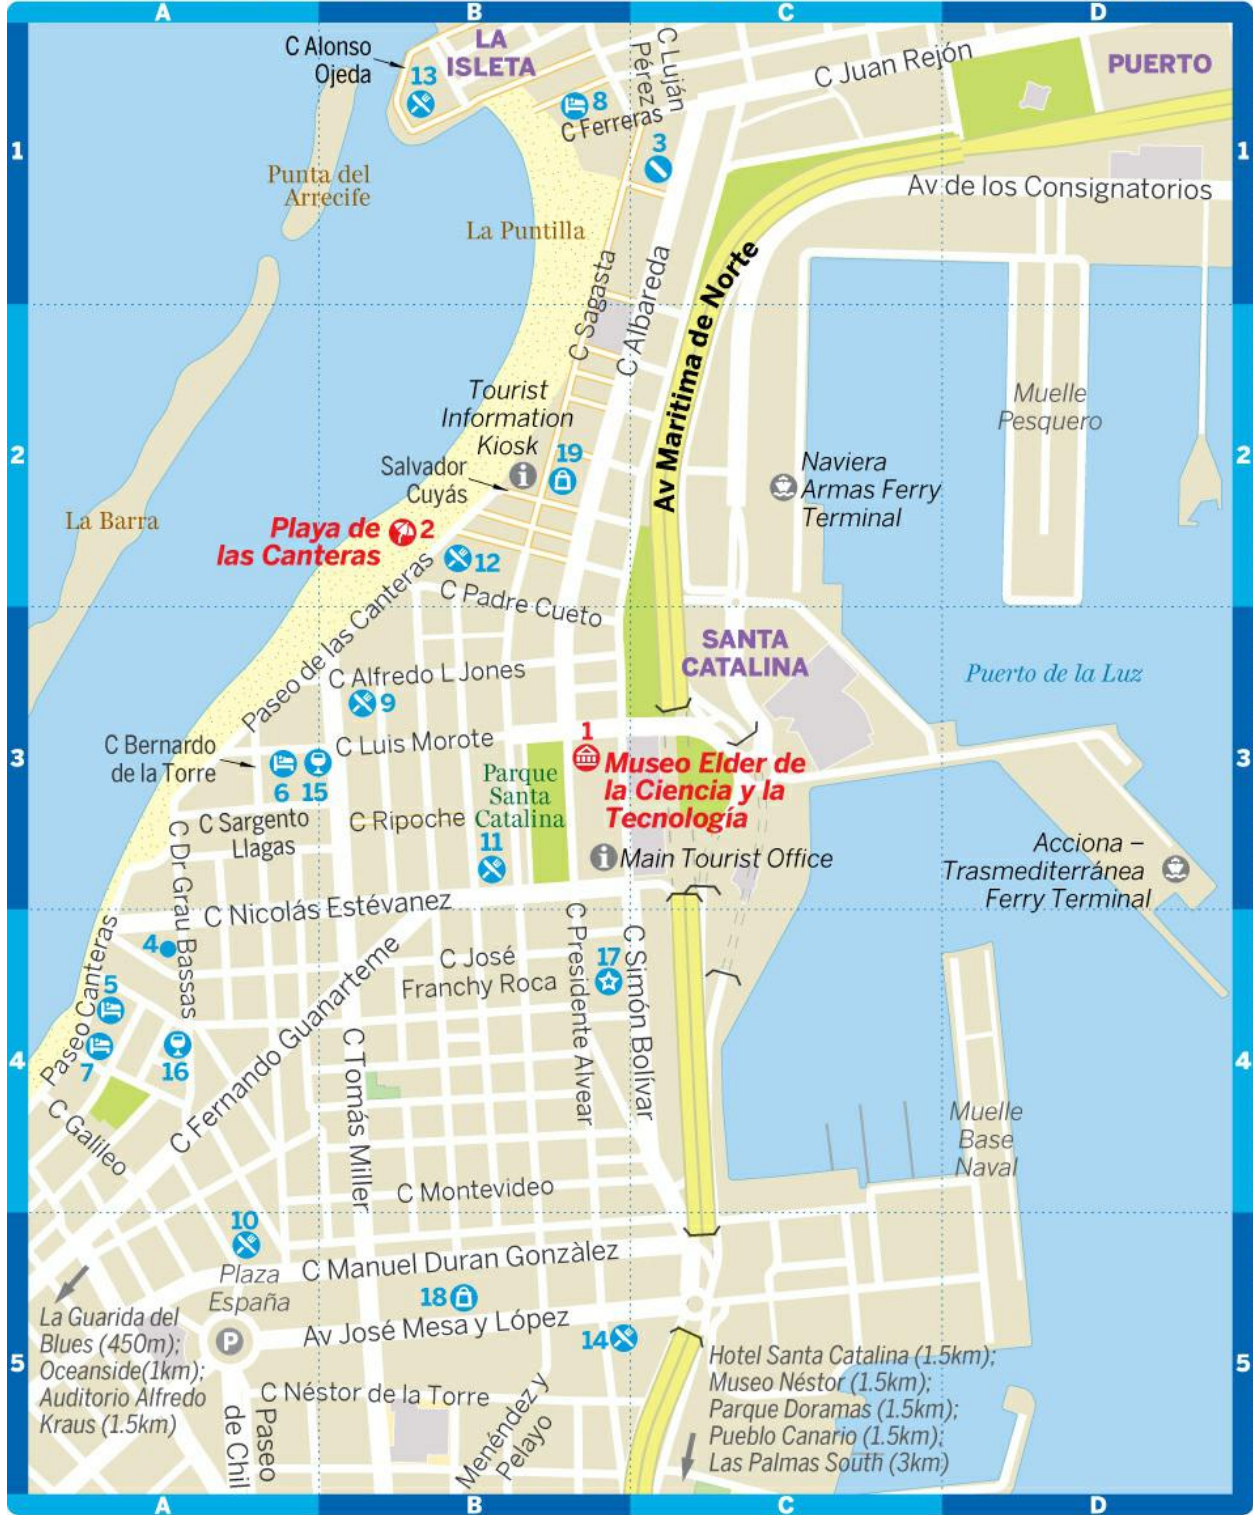 A
B
C
D
C Alonso
Ojeda
13
LA
ISLETA
C Luján
Pérez
C Juan Rejón
PUERTO
8
C Ferreras
3
1
1
Punta del
Arrecife
La Puntilla
Av de los Consignatorios
C Sagasta
C Albareda
Av Maritima de Norte
Tourist
Information
Kiosk
19
Muelle
Pesquero
2
2
Salvador
Cuyás
Naviera
Armas Ferry
Terminal
La Barra
Playa de
las Canteras
2
12
C Padre Cueto
Paseo de las Canteras
SANTA
CATALINA
Puerto de la Luz
C Alfredo L Jones
9
C Luis Morote
C Bernardo
de la Torre
6
15
1
Museo Elder de
la Ciencia y la
Tecnología
3
3
Parque
Santa
Catalina
C Ripoche
C Sargento
Llagas
11
Main Tourist Office
Acciona –
Trasmediterránea
Ferry Terminal
C Dr Grau Bassas
C Nicolás Estévanez
4
C José
Franchy Roca
17
C Presidente Alvear
C Simón Bolívar
Paseo Canteras
5
7
16
C Fernando Guanarteme
C Tomás Miller
4
4
C Galileo
Muelle
Base
Naval
C Montevideo
10
Plaza
España
C Manuel Duran Gonzàlez
18
P
Av José Mesa y López
14
La Guarida del
Blues (450m);
Oceanside(1km);
Auditorio Alfredo
Kraus (1.5km)
5
5
Hotel Santa Catalina (1.5km);
Museo Néstor (1.5km);
Parque Doramas (1.5km);
Pueblo Canario (1.5km);
Las Palmas South (3km)
C Néstor de la Torre
Paseo
de Chil
Menéndez y
Pelayo
A
B
C
D